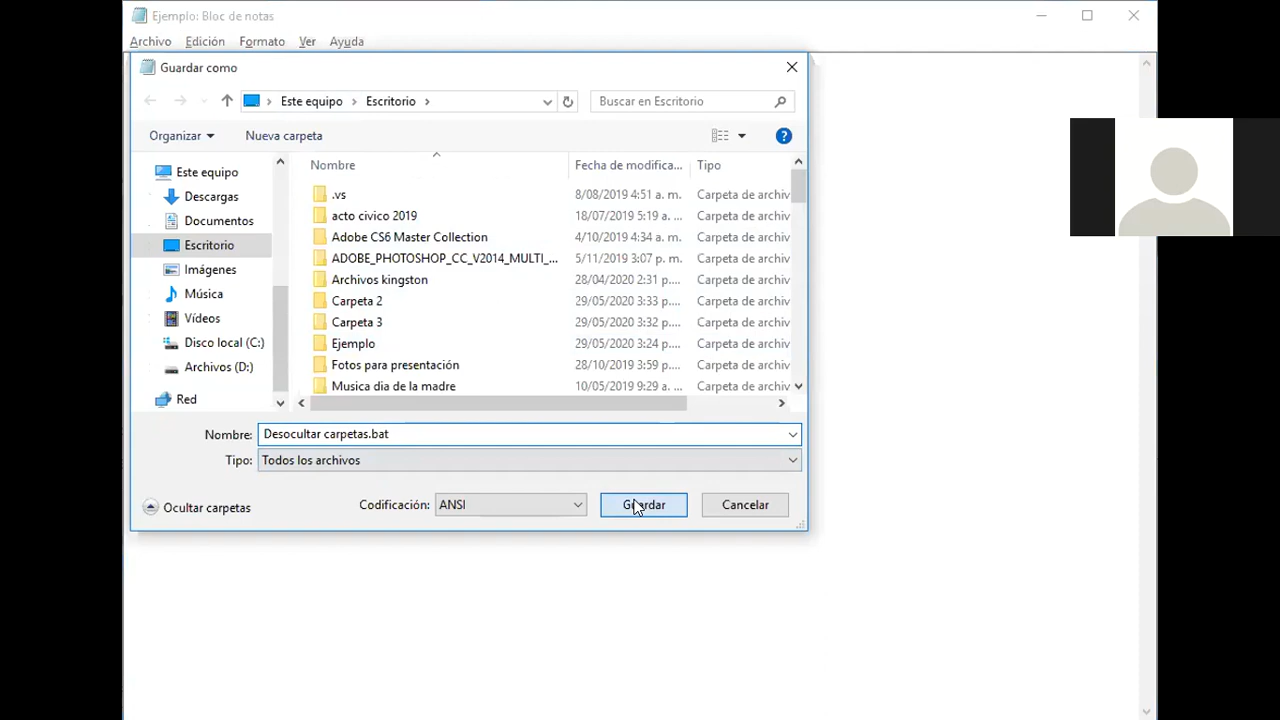 Ejemplo: Bloc de notas
Archivo Edición Formato Ver Ayuda
Guardar como
Este equipo Escritorio
Buscar en Escritorio
Organizar Nueva carpeta
Este equipo
Descargas
Documentos
Escritorio
Imágenes
Música
Vídeos
Disco local (C:)
Archivos (D:)
Red
Nombre Fecha de modifica... Tipo
.vs 8/08/2019 4:51 a. m. Carpeta de archiv
acto civico 2019 18/07/2019 5:19 a. ... Carpeta de archiv
Adobe CS6 Master Collection 4/10/2019 4:34 a. m. Carpeta de archiv
ADOBE_PHOTOSHOP_CC_V2014_MULTI_... 5/11/2019 3:07 p. m. Carpeta de archiv
Archivos kingston 28/04/2020 2:31 p.... Carpeta de archiv
Carpeta 2 29/05/2020 3:33 p.... Carpeta de archiv
Carpeta 3 29/05/2020 3:32 p.... Carpeta de archiv
Ejemplo 29/05/2020 3:24 p.... Carpeta de archiv
Fotos para presentación 28/10/2019 3:59 p.... Carpeta de archiv
Musica dia de la madre 10/05/2019 9:29 a. ... Carpeta de archiv
Nombre: Desocultar carpetas.bat
Tipo: Todos los archivos
Ocultar carpetas Codificación: ANSI Guardar Cancelar